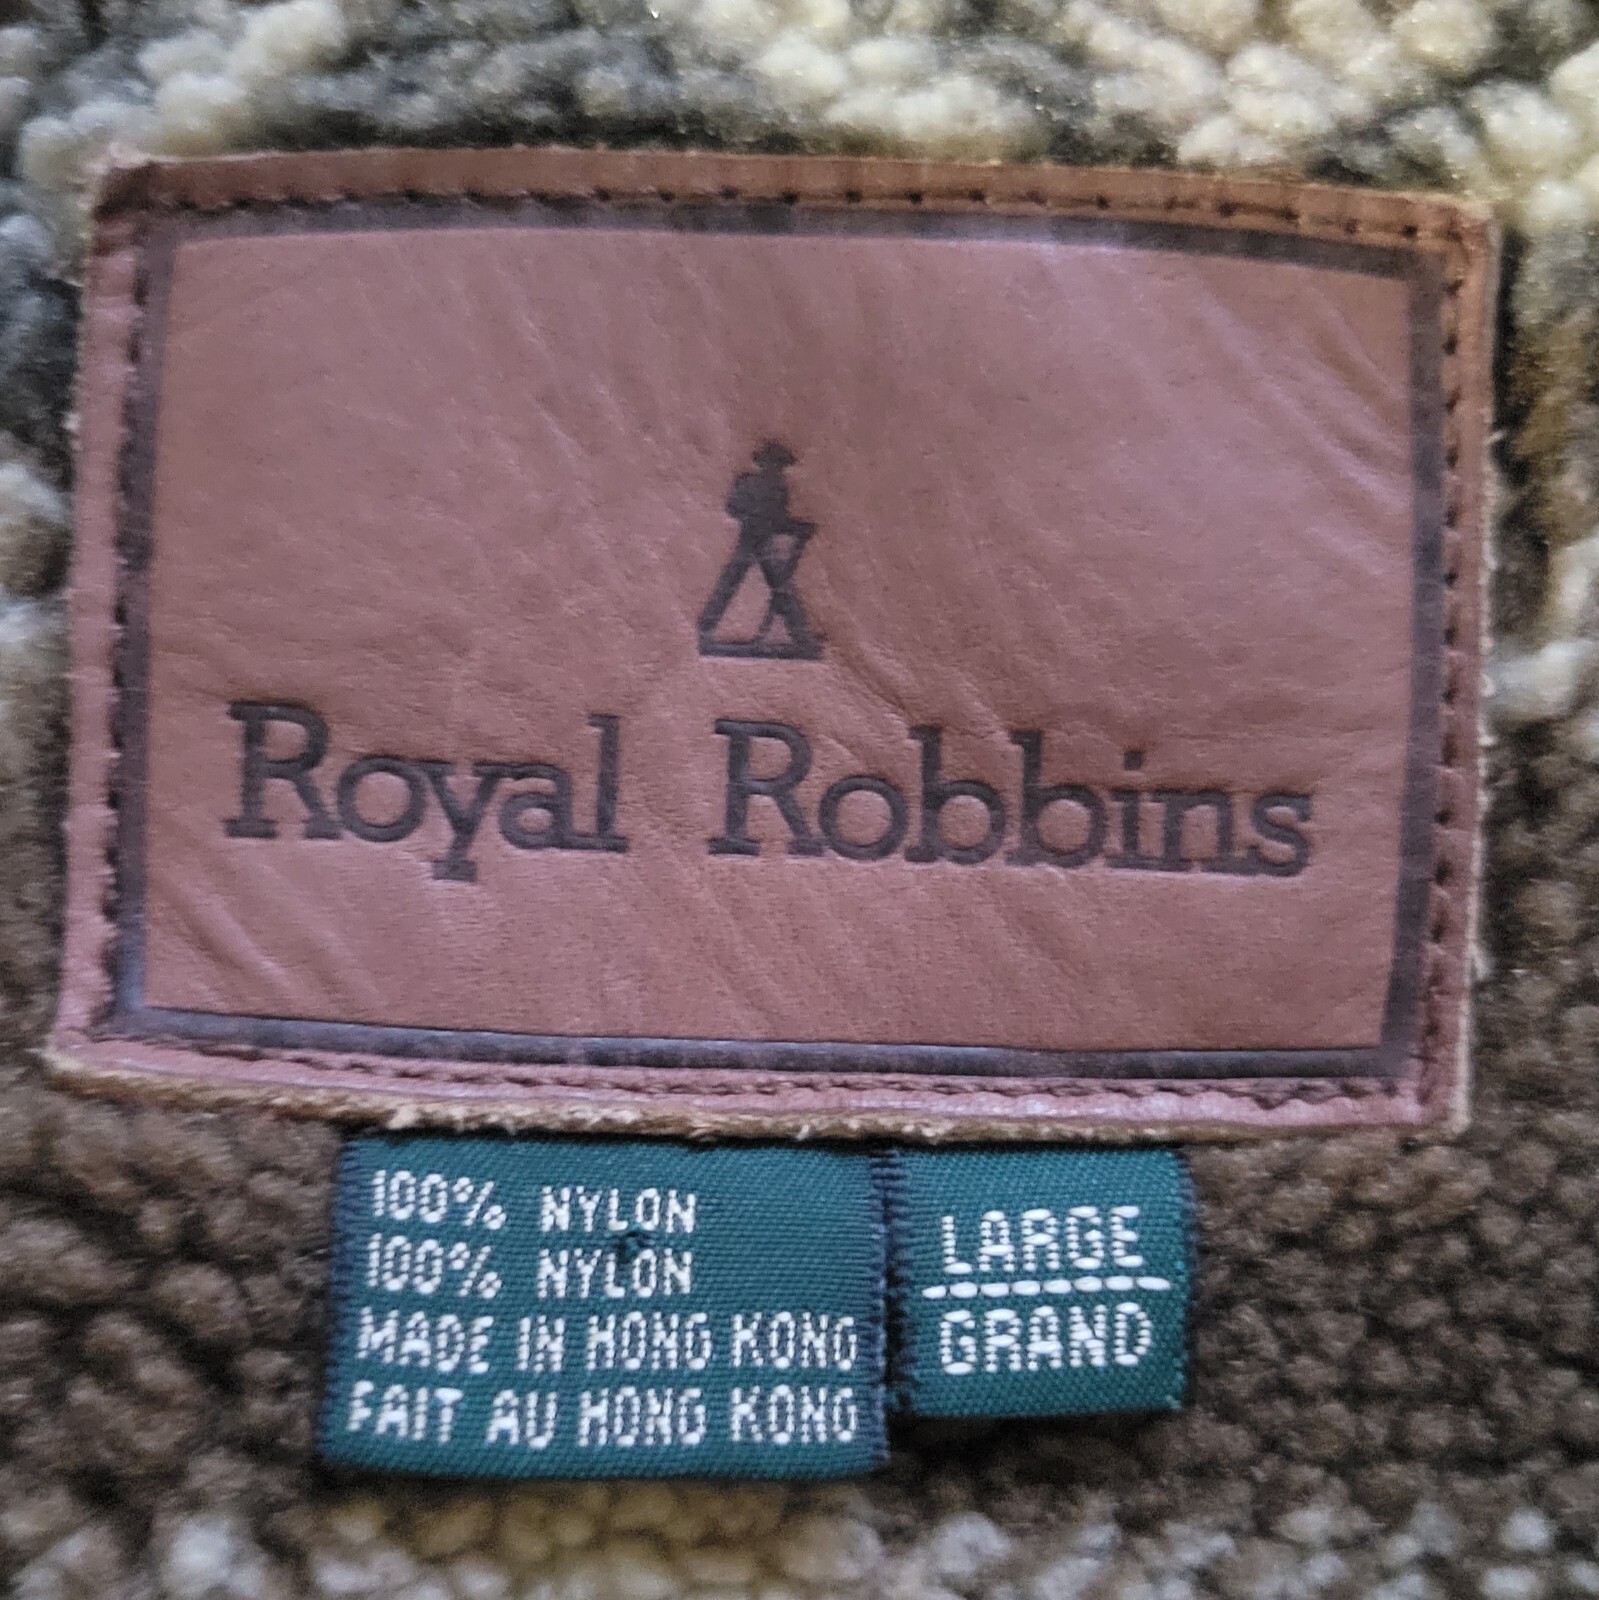 Royal Robbins
100% NYLON
100% NYLON
MADE IN HONG KONG
FAIT AU HONG KONG
LARGE
GRAND